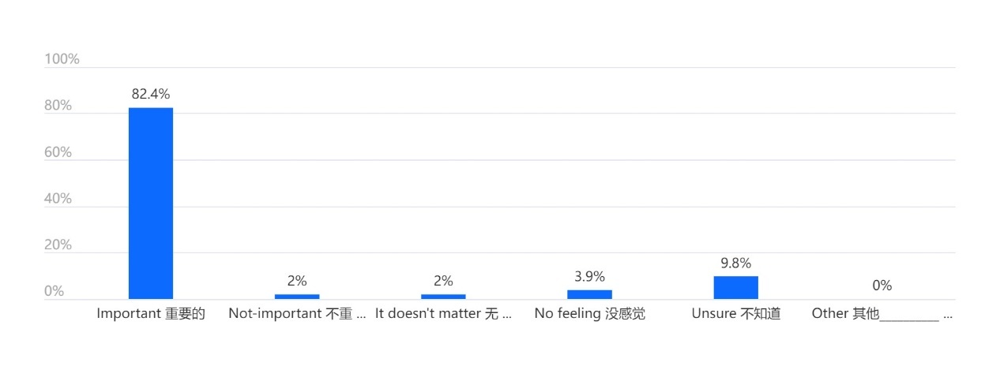 100%
82.4%
80%
60%
40%
20%
9.8%
3.9%
2%
2%
0%
0%
Important 重要的
Not-important 不重 ...
It doesn't matter 无 ...
No feeling 没感觉
Unsure 不知道
Other 其他__________ ...